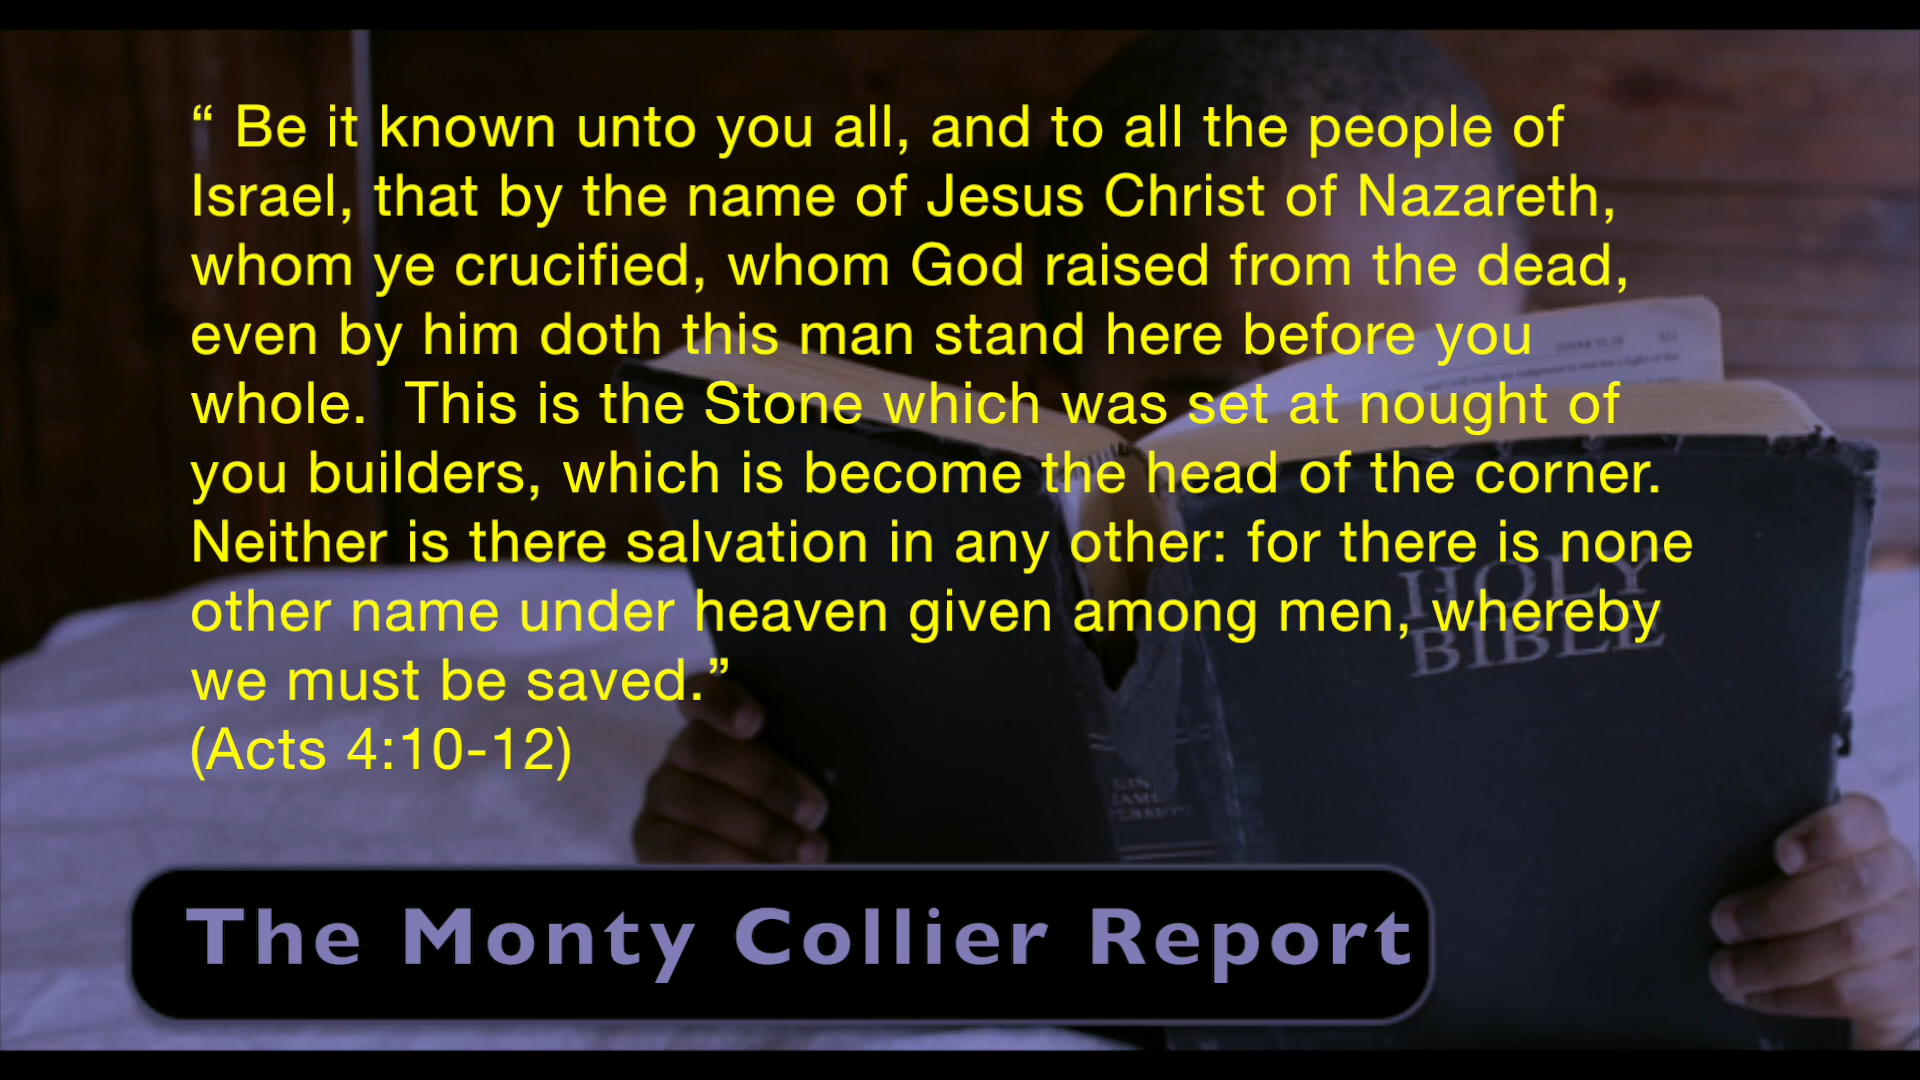 “ Be it known unto you all, and to all the people of
Israel, that by the name of Jesus Christ of Nazareth,
whom ye crucified, whom God raised from the dead,
even by him doth this man stand here before you
whole.  This is the Stone which was set at nought of
you builders, which is become the head of the corner.
Neither is there salvation in any other: for there is none
other name under heaven given among men, whereby
we must be saved.”
(Acts 4:10-12)
HOLY
BIBLE
The Monty Collier Report